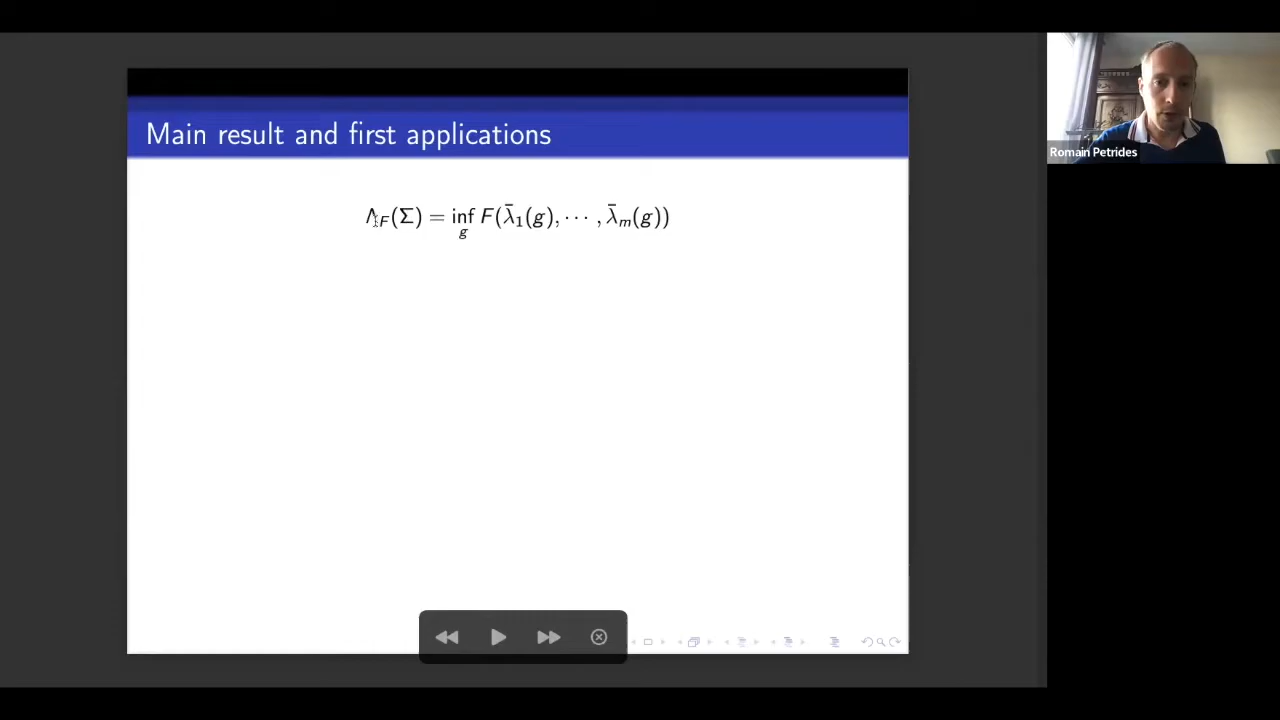 Main result and first applications
Λ_F(Σ) = inf_g F(λ̄_1(g), ⋯ , λ̄_m(g))
Romain Petrides